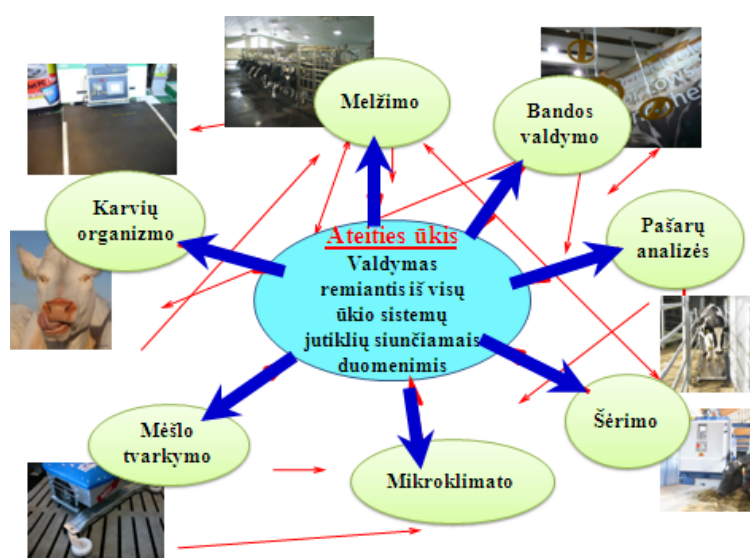 Melžimo
Bandos
valdymo
Karvių
organizmo
Pašarų
analizės
Ateities ūkis
Valdymas
remiantis iš visų
ūkio sistemų
jutiklių siunčiamais
duomenimis
Šėrimo
Mėšlo
tvarkymo
Mikroklimato